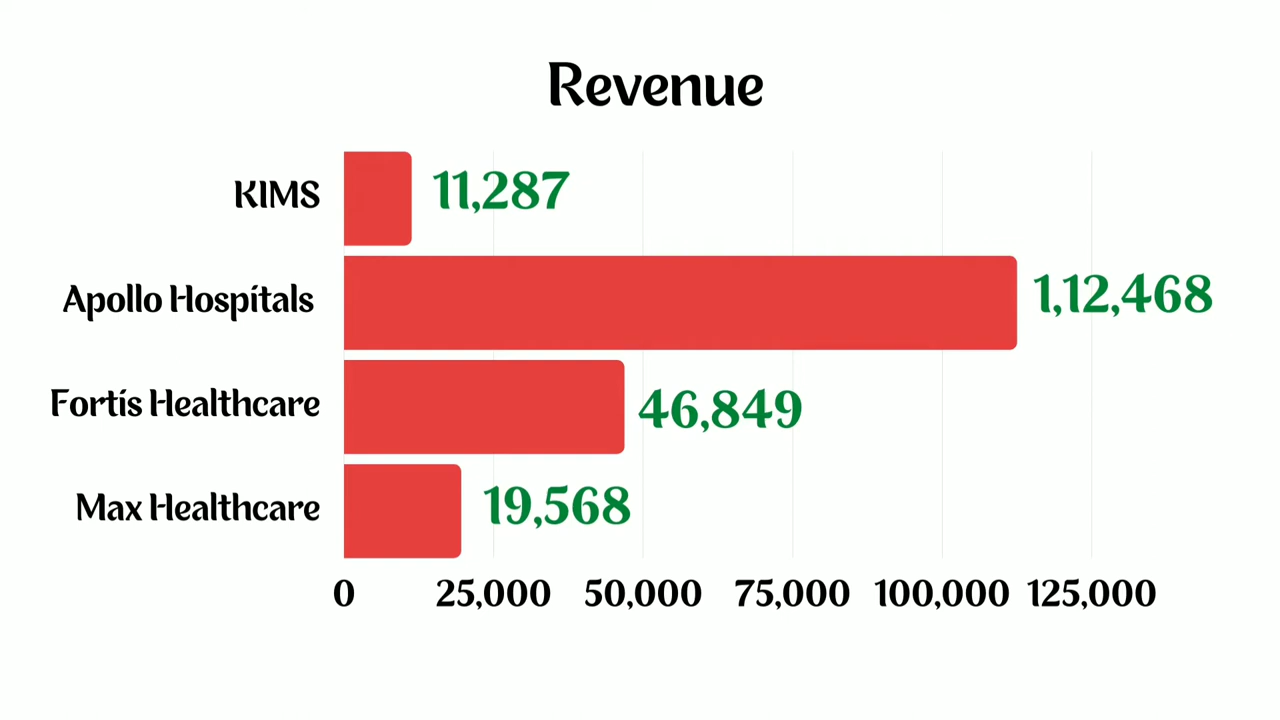 Revenue
KIMS 11,287
Apollo Hospitals 1,12,468
Fortis Healthcare 46,849
Max Healthcare 19,568
0 25,000 50,000 75,000 100,000 125,000